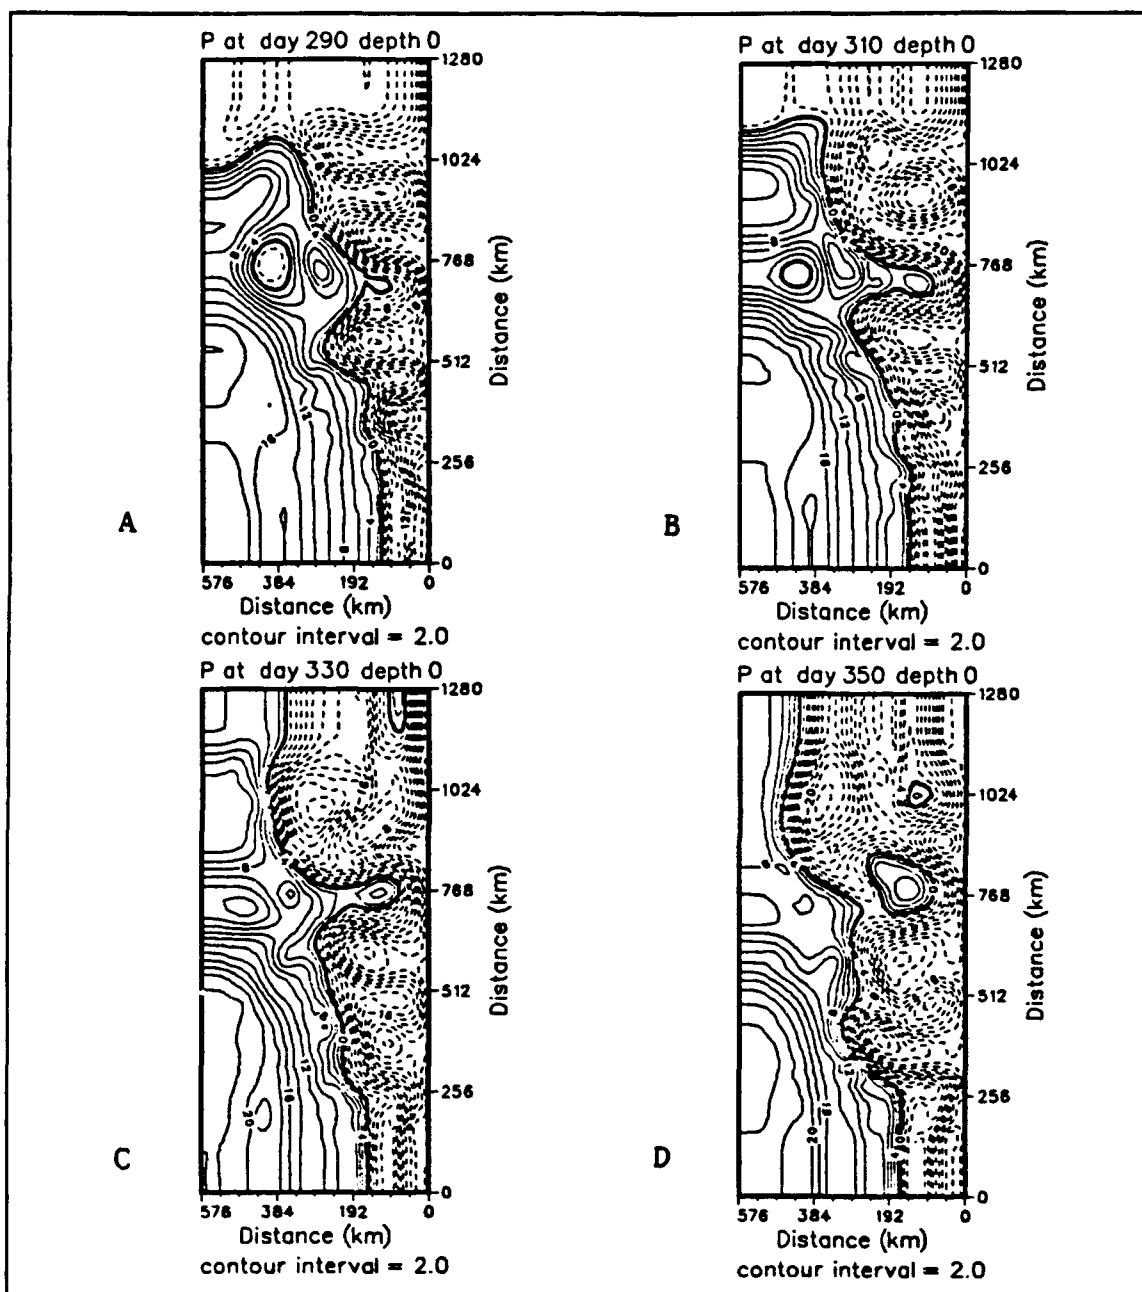 P at day 290 depth 0
1280
1024
768
512
256
0
Distance (km)
576 384 192 0
Distance (km)
contour interval = 2.0
A
P at day 310 depth 0
1280
1024
768
512
256
0
Distance (km)
576 384 192 0
Distance (km)
contour interval = 2.0
B
P at day 330 depth 0
1280
1024
768
512
256
0
Distance (km)
576 384 192 0
Distance (km)
contour interval = 2.0
C
P at day 350 depth 0
1280
1024
768
512
256
0
Distance (km)
576 384 192 0
Distance (km)
contour interval = 2.0
D